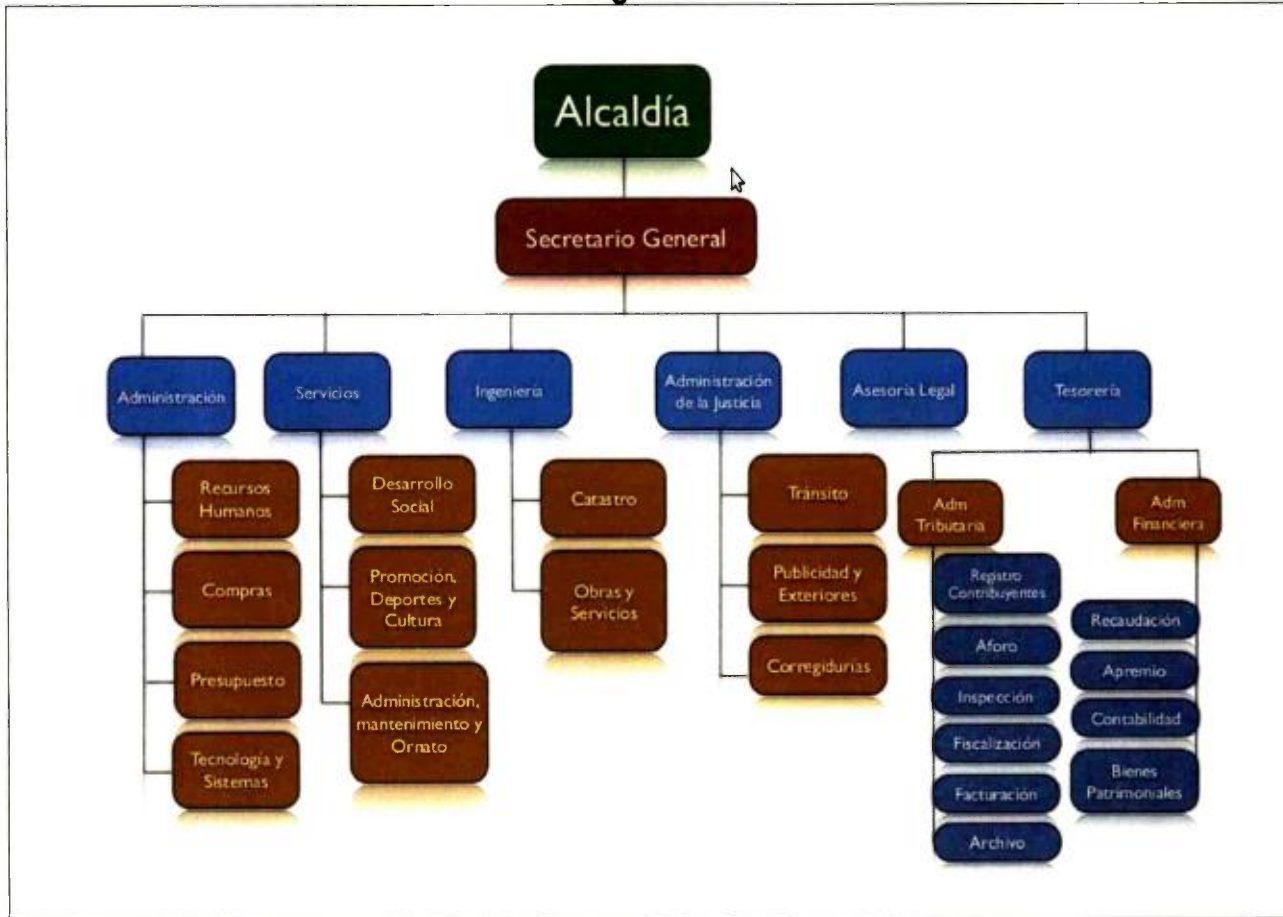 Alcaldía
Secretario General
Administración
Servicios
Ingeniería
Administración
de la Justicia
Asesoría Legal
Tesorería
Recursos
Humanos
Compras
Presupuesto
Tecnología y
Sistemas
Desarrollo
Social
Promoción,
Deportes y
Cultura
Administración,
mantenimiento y
Ornato
Catastro
Obras y
Servicios
Tránsito
Publicidad y
Exteriores
Corregidurías
Adm
Tributaria
Registro
Contribuyentes
Aforo
Inspección
Fiscalización
Facturación
Archivo
Adm
Financiera
Recaudación
Apremio
Contabilidad
Bienes
Patrimoniales